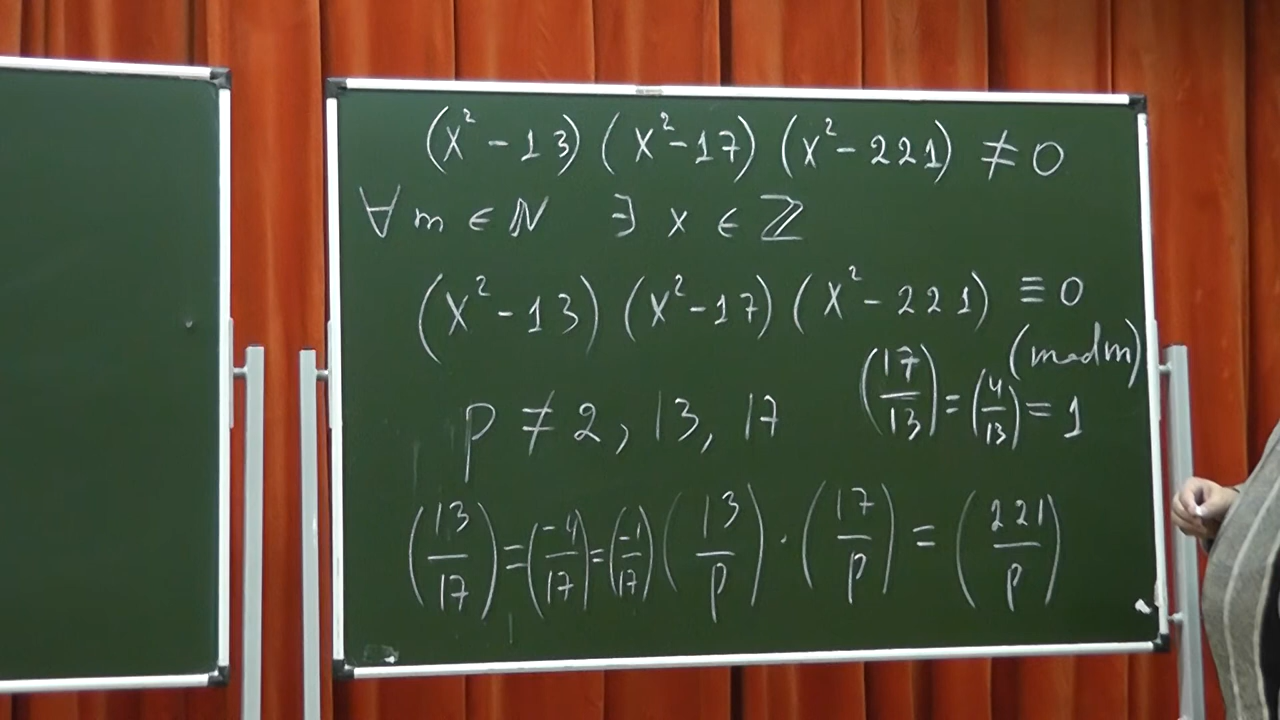 (x²-13)(x²-17)(x²-221) ≠ 0
∀ m ∈ ℕ ∃ x ∈ ℤ
(x²-13)(x²-17)(x²-221) ≡ 0
(mod m)
p ≠ 2, 13, 17 (17/13) = (4/13) = 1
(13/17) = (-4/17) = (-1/17) (13/p) · (17/p) = (221/p)